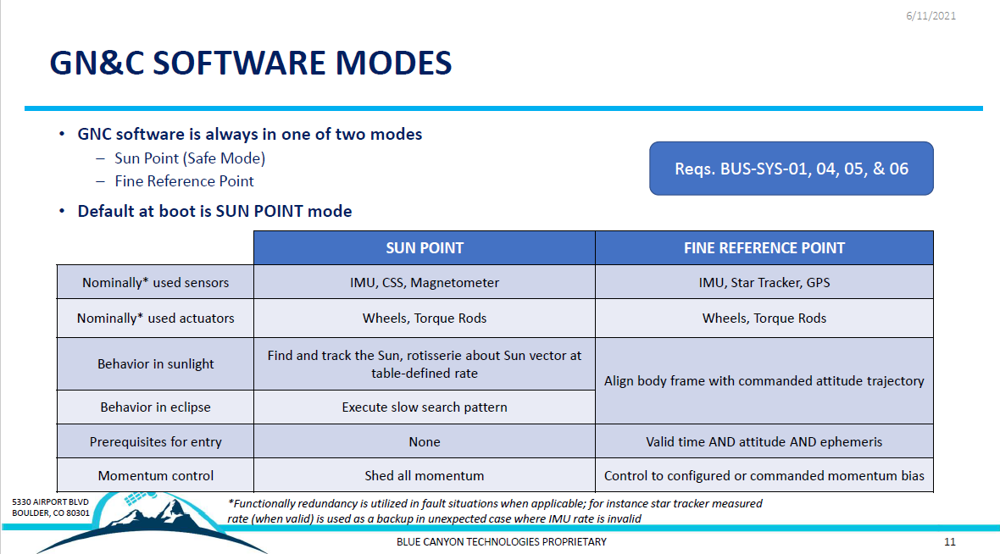 6/11/2021
GN&C SOFTWARE MODES
• GNC software is always in one of two modes
– Sun Point (Safe Mode)
– Fine Reference Point
Reqs. BUS-SYS-01, 04, 05, & 06
• Default at boot is SUN POINT mode
SUN POINT
FINE REFERENCE POINT
Nominally* used sensors
IMU, CSS, Magnetometer
IMU, Star Tracker, GPS
Nominally* used actuators
Wheels, Torque Rods
Wheels, Torque Rods
Behavior in sunlight
Find and track the Sun, rotisserie about Sun vector at
table-defined rate
Align body frame with commanded attitude trajectory
Behavior in eclipse
Execute slow search pattern
Prerequisites for entry
None
Valid time AND attitude AND ephemeris
Momentum control
Shed all momentum
Control to configured or commanded momentum bias
5330 AIRPORT BLVD
BOULDER, CO 80301
*Functionally redundancy is utilized in fault situations when applicable; for instance star tracker measured
rate (when valid) is used as a backup in unexpected case where IMU rate is invalid
BLUE CANYON TECHNOLOGIES PROPRIETARY
11